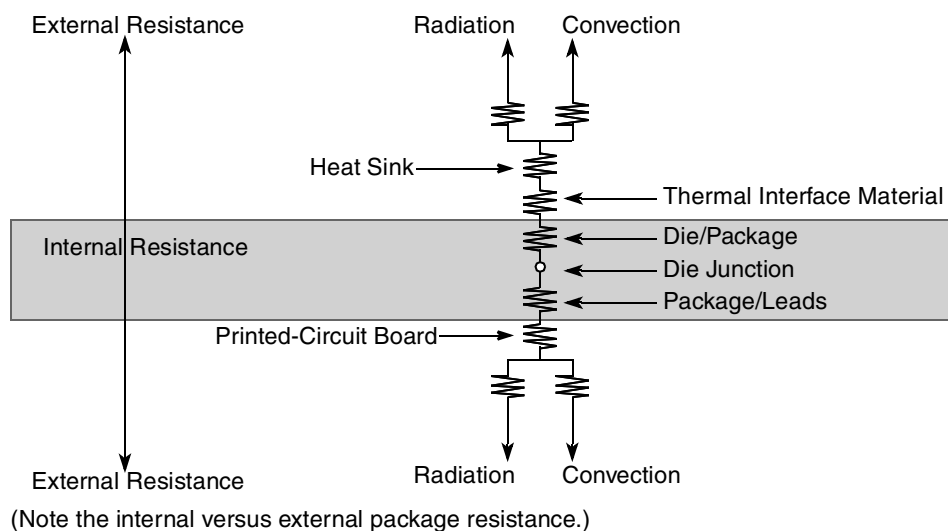 External Resistance
Radiation
Convection
Heat Sink
Thermal Interface Material
Internal Resistance
Die/Package
Die Junction
Package/Leads
Printed-Circuit Board
External Resistance
Radiation
Convection
(Note the internal versus external package resistance.)